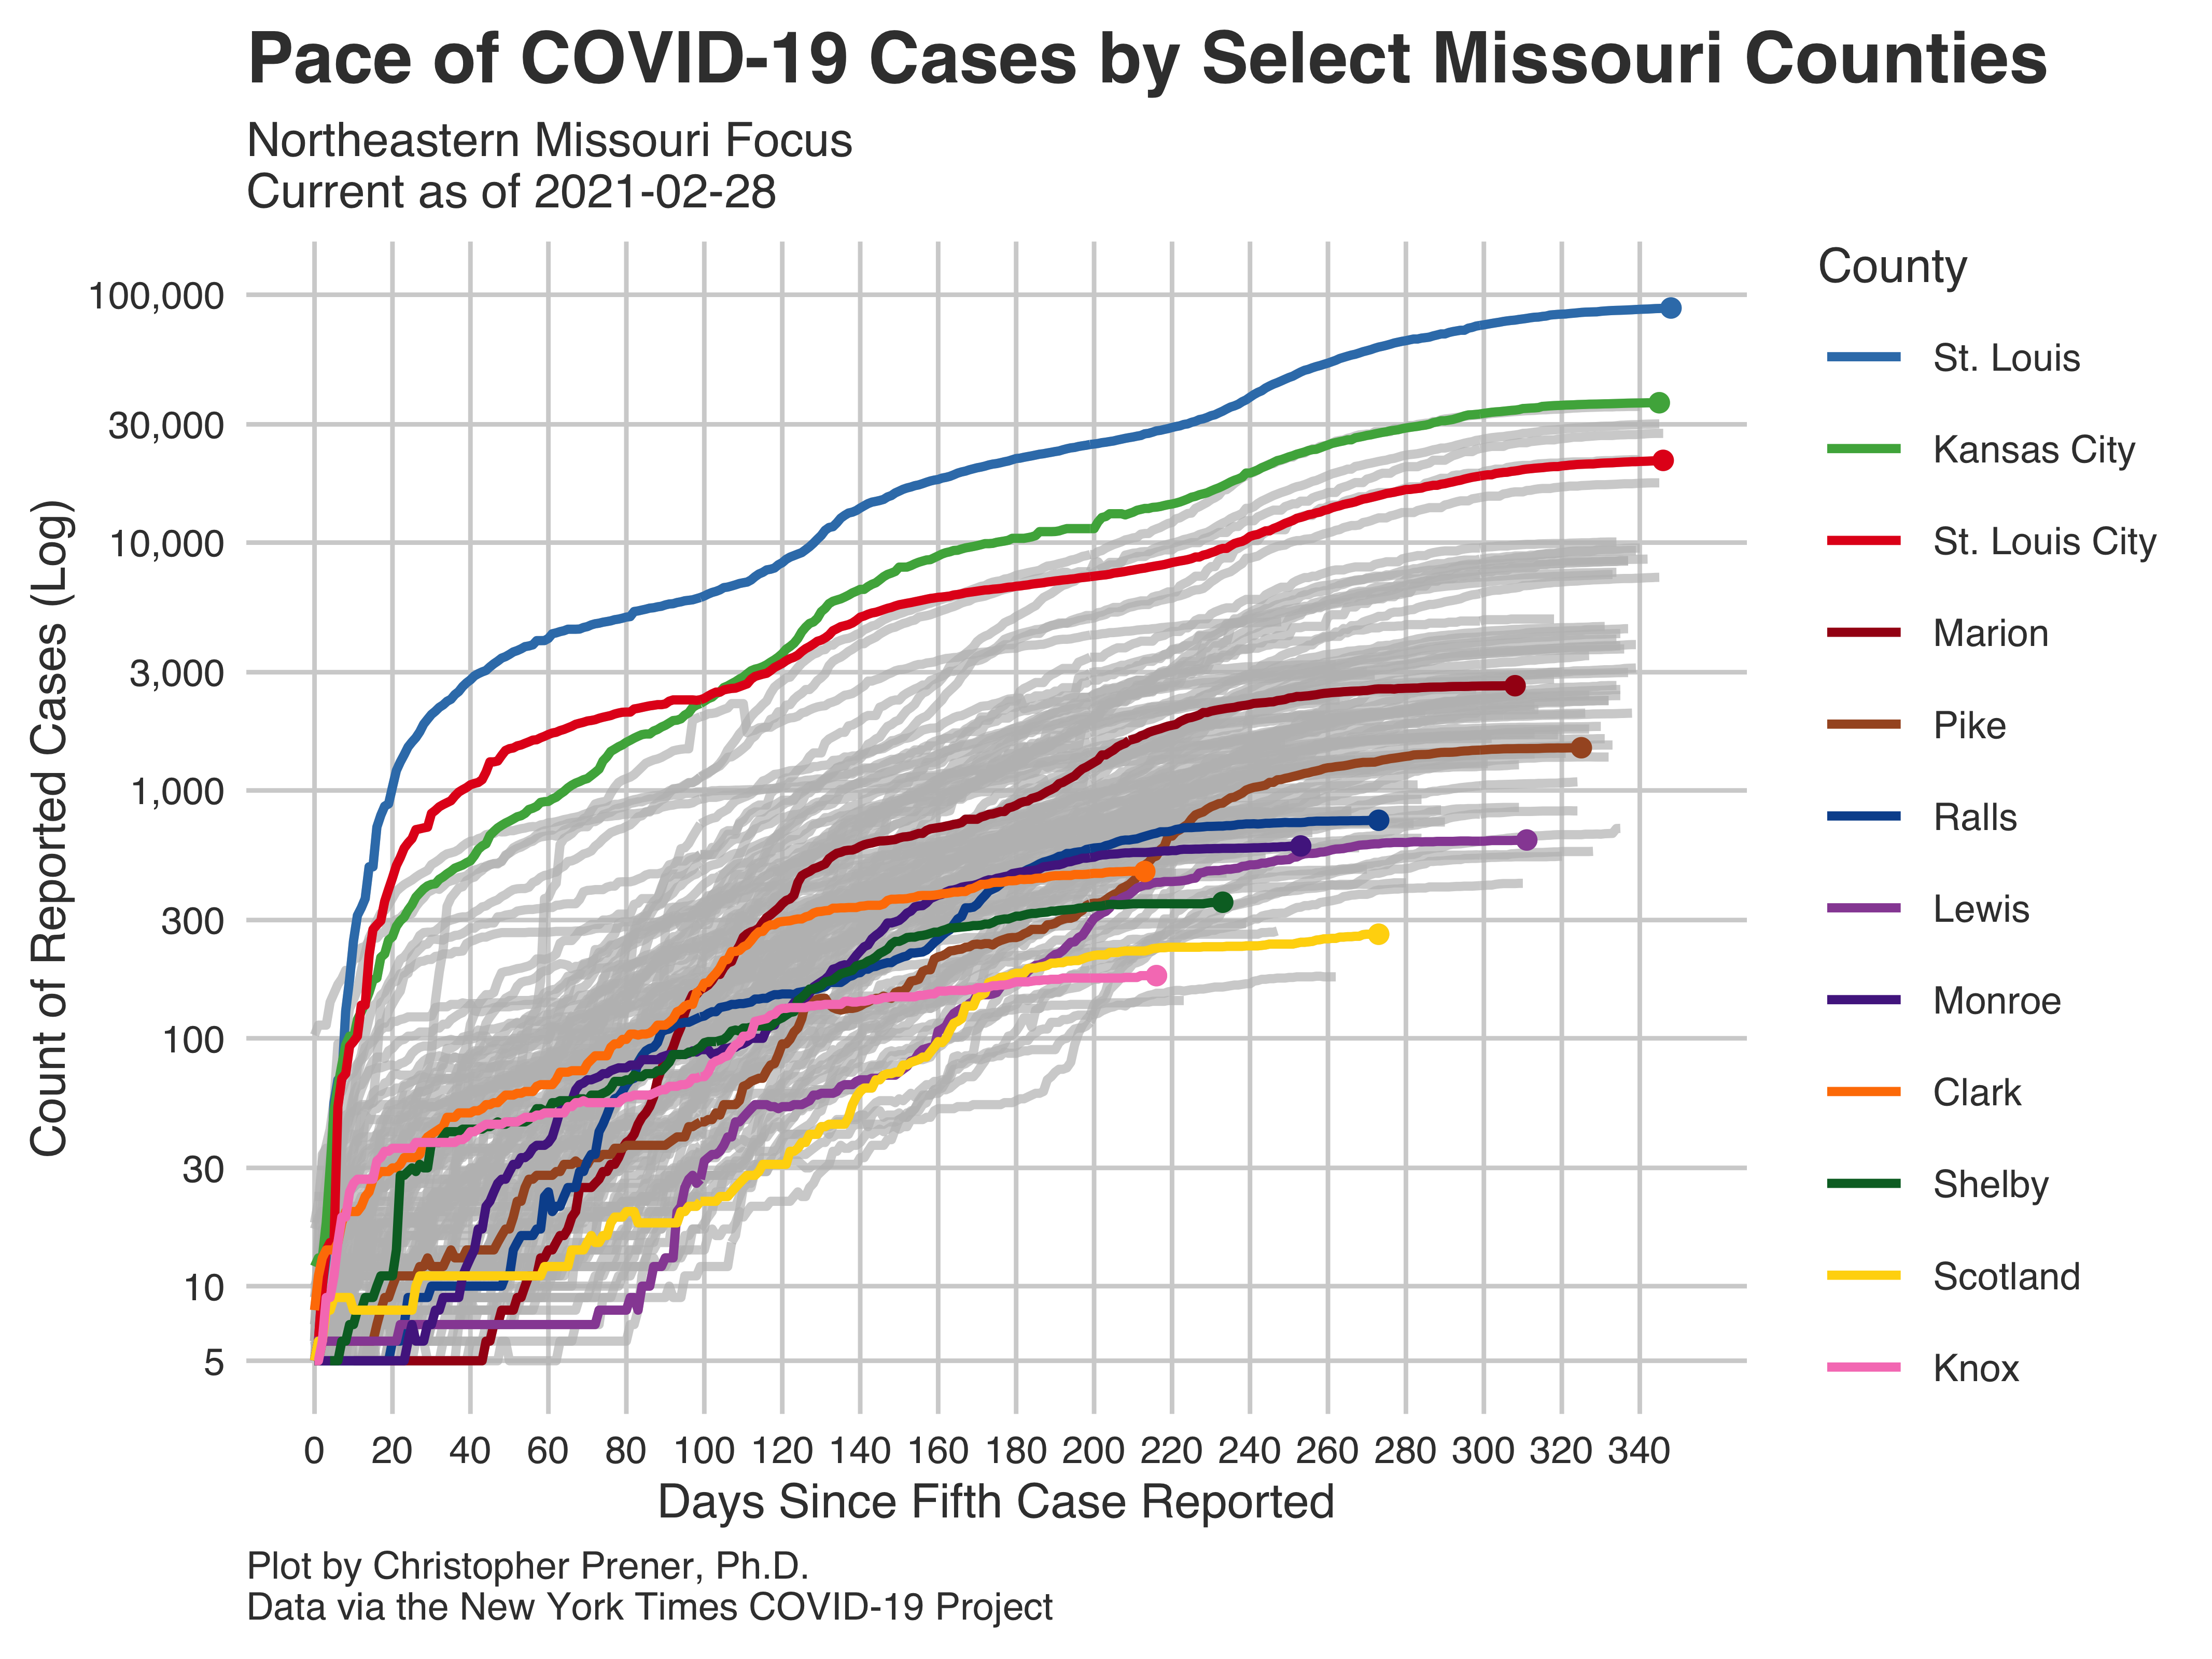 Pace of COVID-19 Cases by Select Missouri Counties
Northeastern Missouri Focus
Current as of 2021-02-28
Count of Reported Cases (Log)
100,000
30,000
10,000
3,000
1,000
300
100
30
10
5
0 20 40 60 80 100 120 140 160 180 200 220 240 260 280 300 320 340
Days Since Fifth Case Reported
County
St. Louis
Kansas City
St. Louis City
Marion
Pike
Ralls
Lewis
Monroe
Clark
Shelby
Scotland
Knox
Plot by Christopher Prener, Ph.D.
Data via the New York Times COVID-19 Project